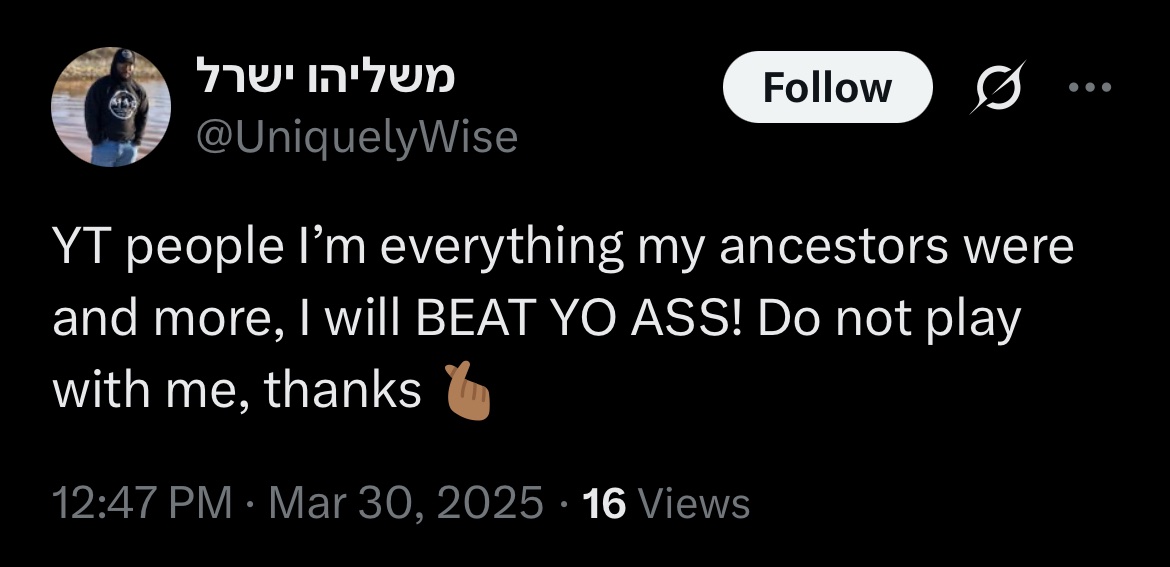 משליהו ישרל
Follow
@UniquelyWise
YT people I’m everything my ancestors were
and more, I will BEAT YO ASS! Do not play
with me, thanks 🫰🏾
12:47 PM · Mar 30, 2025 · 16 Views